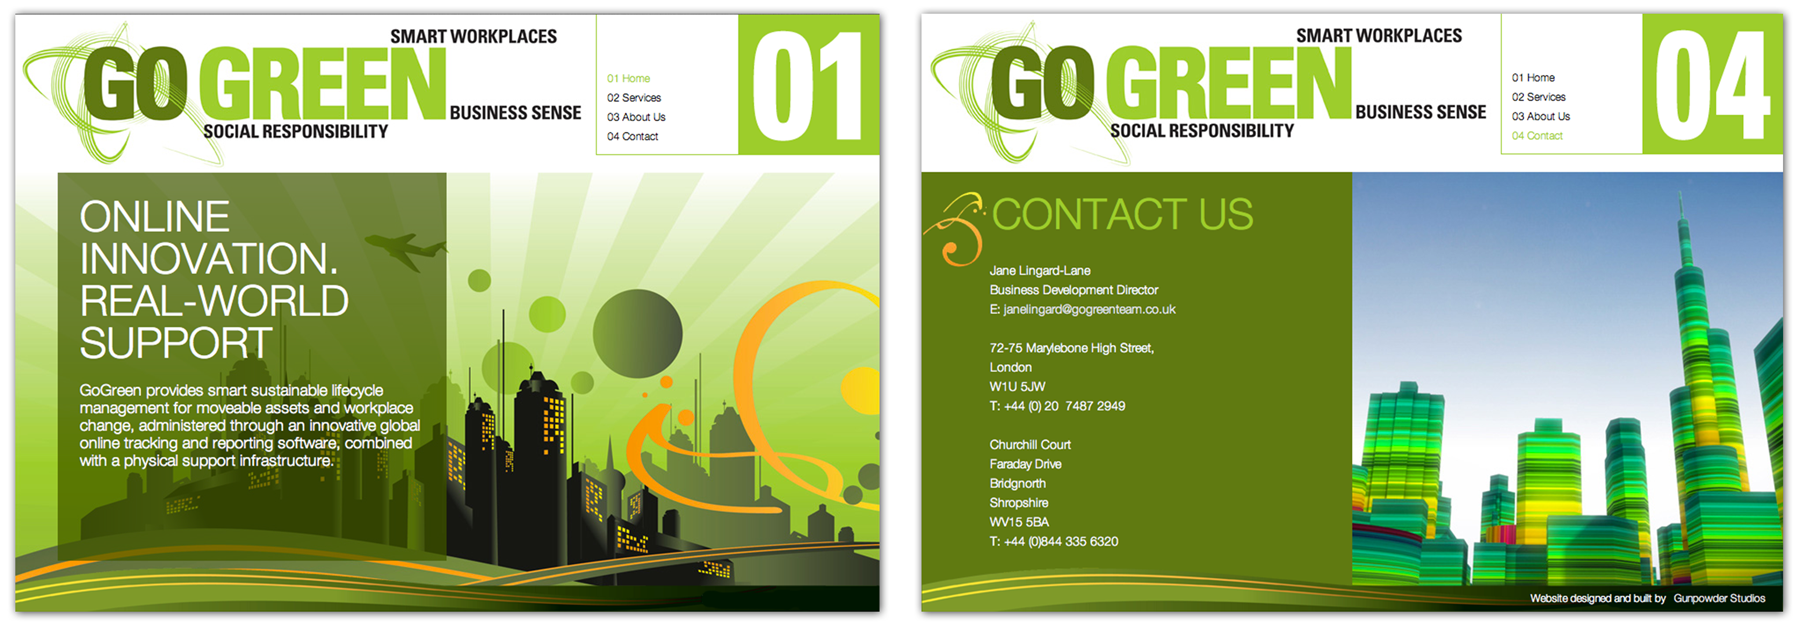 SMART WORKPLACES
GO GREEN
BUSINESS SENSE
SOCIAL RESPONSIBILITY
01 Home
02 Services
03 About Us
04 Contact
01
ONLINE
INNOVATION.
REAL-WORLD
SUPPORT
GoGreen provides smart sustainable lifecycle
management for moveable assets and workplace
change, administered through an innovative global
online tracking and reporting software, combined
with a physical support infrastructure.
SMART WORKPLACES
GO GREEN
BUSINESS SENSE
SOCIAL RESPONSIBILITY
01 Home
02 Services
03 About Us
04 Contact
04
CONTACT US
Jane Lingard-Lane
Business Development Director
E: janelingard@gogreenteam.co.uk
72-75 Marylebone High Street,
London
W1U 5JW
T: +44 (0) 20  7487 2949
Churchill Court
Faraday Drive
Bridgnorth
Shropshire
WV15 5BA
T: +44 (0)844 335 6320
Website designed and built by  Gunpowder Studios